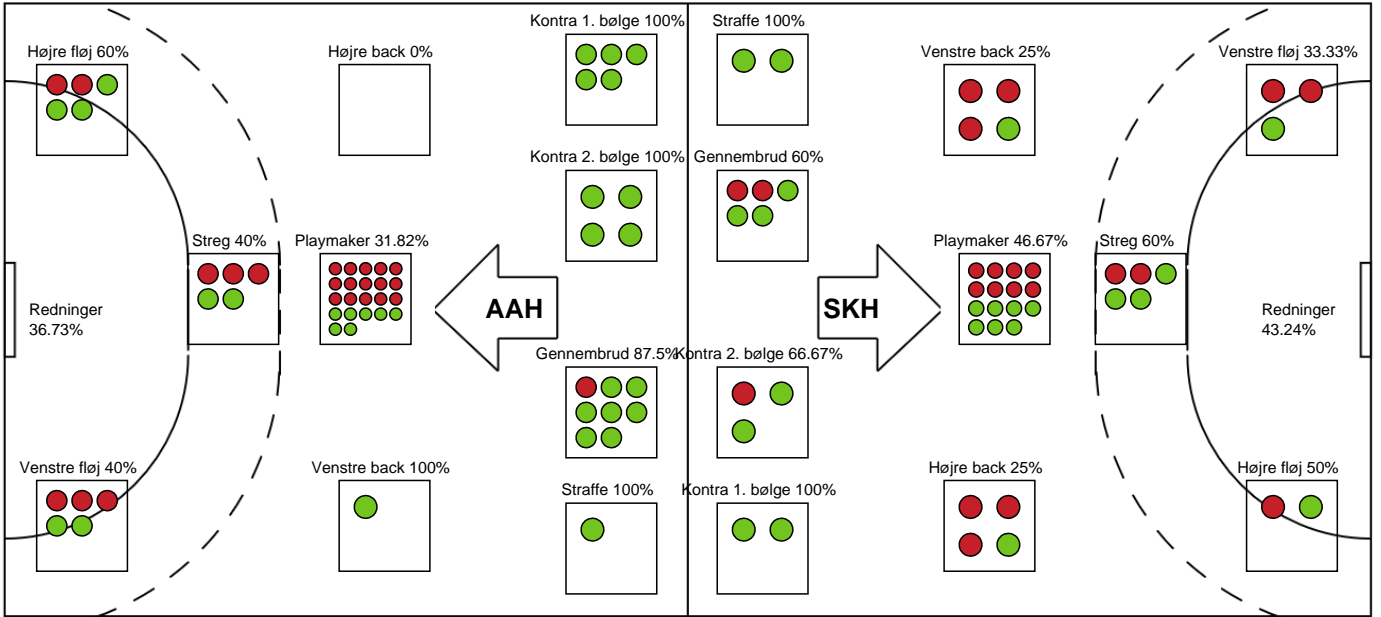 Kontra 1. bølge 100%
Straffe 100%
Højre fløj 60%
Højre back 0%
Venstre back 25%
Venstre fløj 33.33%
Kontra 2. bølge 100%
Gennembrud 60%
Streg 40%
Playmaker 31.82%
Playmaker 46.67%
Streg 60%
Redninger
36.73%
AAH
SKH
Redninger
43.24%
Gennembrud 87.5%
Kontra 2. bølge 66.67%
Venstre fløj 40%
Venstre back 100%
Højre back 25%
Højre fløj 50%
Straffe 100%
Kontra 1. bølge 100%